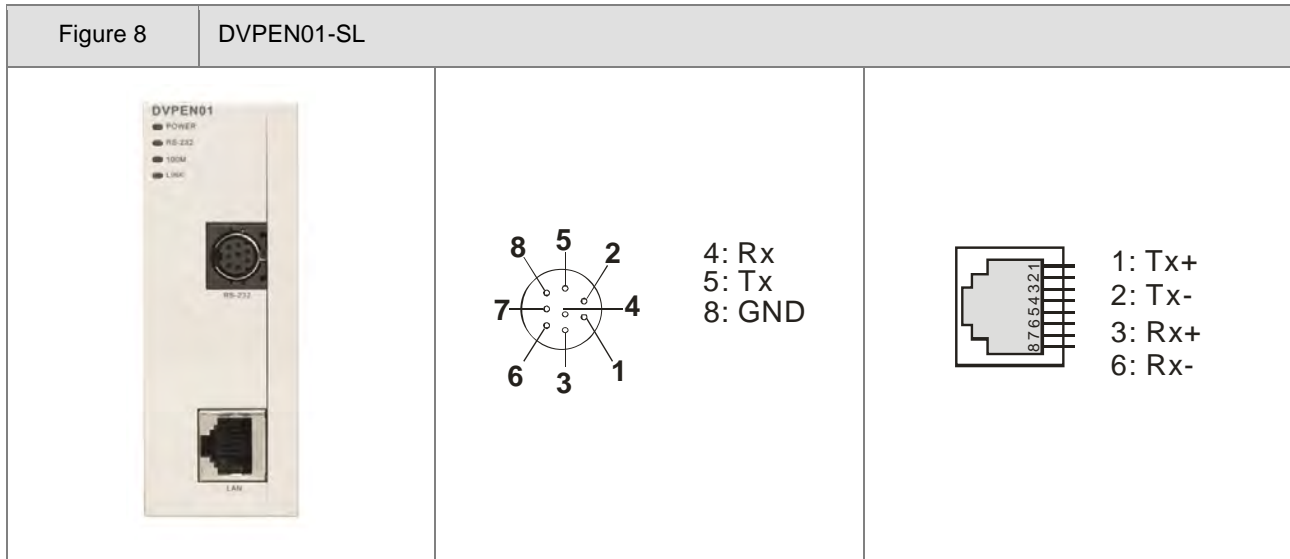 Figure 8
DVPEN01-SL
DVPEN01
POWER
RS-232
100M
LINK
RS-232
LAN
8 5 2
7 4
6 3 1
4: Rx
5: Tx
8: GND
87654321
1: Tx+
2: Tx-
3: Rx+
6: Rx-